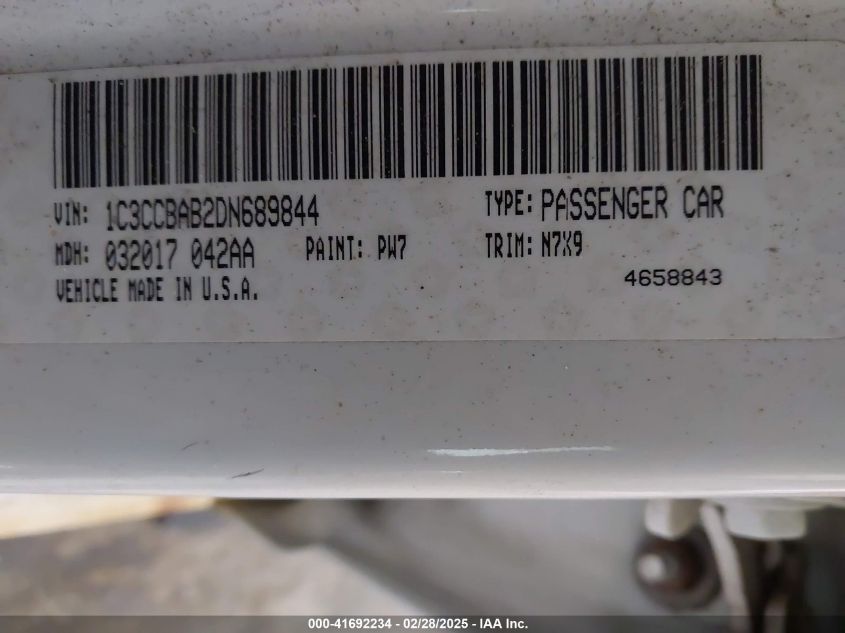 VIN: 1C3CCBAB2DN689844 TYPE: PASSENGER CAR
MDH: 032017 042AA PAINT: PW7 TRIM: N7X9
VEHICLE MADE IN U.S.A. 4658843
000-41692234 - 02/28/2025 - IAA Inc.